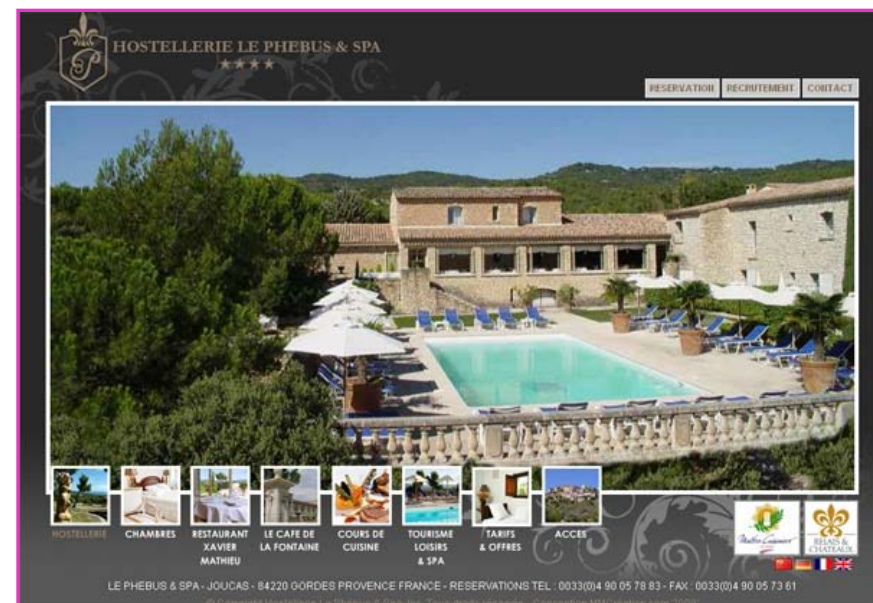 HOSTELLERIE LE PHEBUS & SPA
RESERVATION
RECRUTEMENT
CONTACT
HOSTELLERIE
CHAMBRES
RESTAURANT
XAVIER
MATHIEU
LE CAFE DE
LA FONTAINE
COURS DE
CUISINE
TOURISME
LOISIRS
& SPA
TARIFS
& OFFRES
ACCES
RELAIS &
CHATEAUX
LE PHEBUS & SPA - JOUCAS - 84220 GORDES PROVENCE FRANCE - RESERVATIONS TEL : 0033(0)4 90 05 78 83 - FAX : 0033(0)4 90 05 73 61